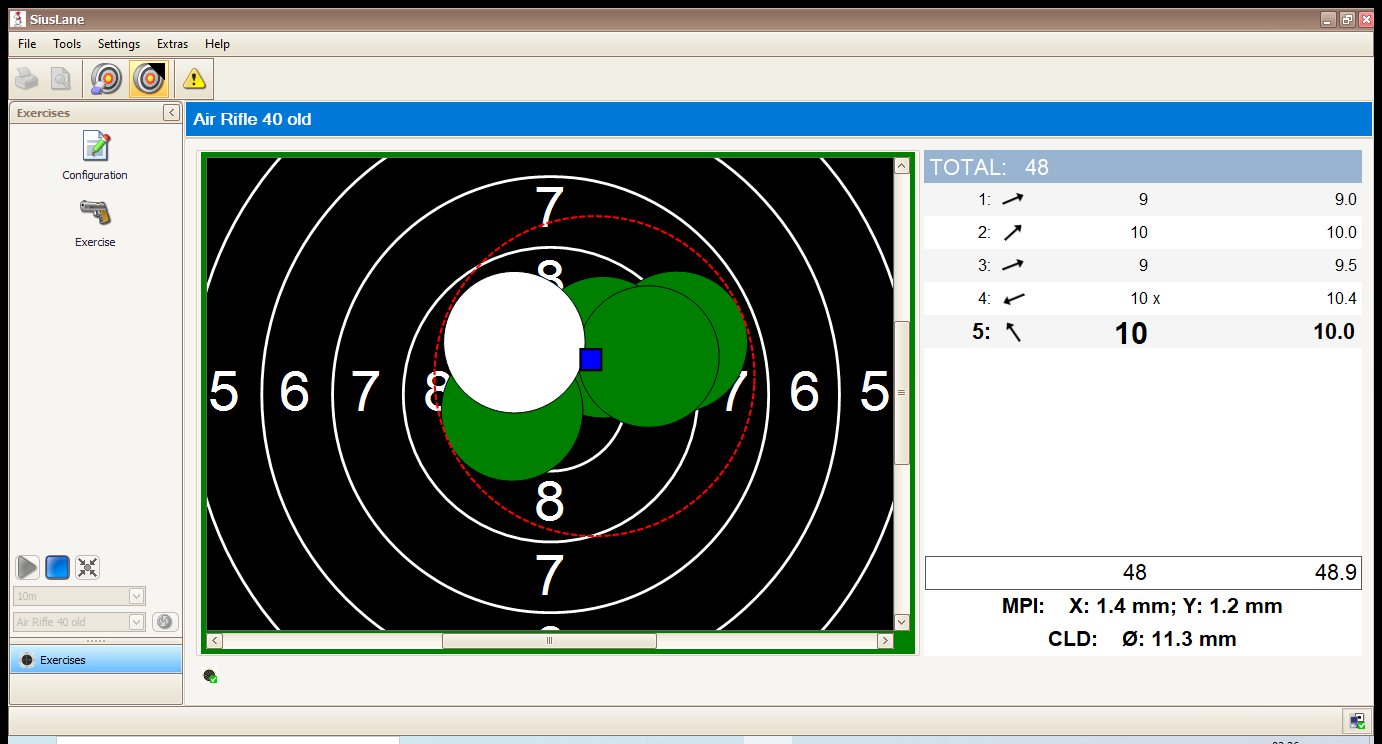 SiusLane
File Tools Settings Extras Help
Exercises
Configuration
Exercise
10m
Air Rifle 40 old
Exercises
Air Rifle 40 old
7
8
5 6 7 8 7 6 5
8
7
TOTAL: 48
1: 9 9.0
2: 10 10.0
3: 9 9.5
4: 10 x 10.4
5: 10 10.0
48 48.9
MPI: X: 1.4 mm; Y: 1.2 mm
CLD: Ø: 11.3 mm